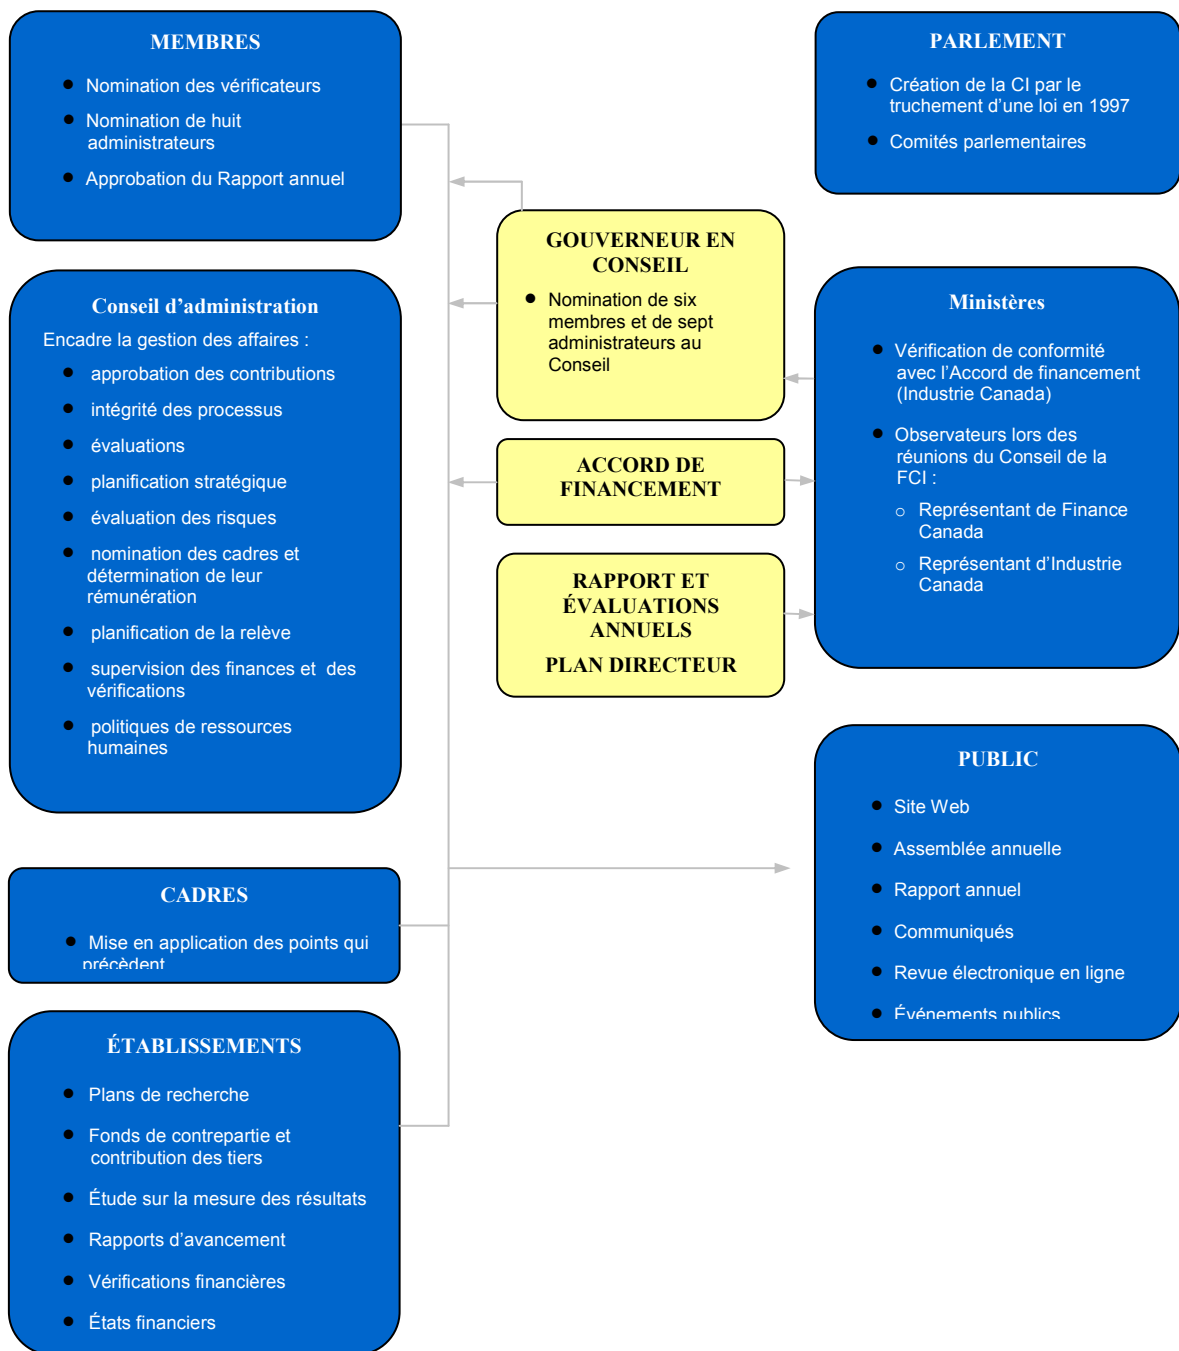 MEMBRES
● Nomination des vérificateurs
● Nomination de huit
administrateurs
● Approbation du Rapport annuel
Conseil d’administration
Encadre la gestion des affaires :
● approbation des contributions
● intégrité des processus
● évaluations
● planification stratégique
● évaluation des risques
● nomination des cadres et
détermination de leur
rémunération
● planification de la relève
● supervision des finances et des
vérifications
● politiques de ressources
humaines
CADRES
● Mise en application des points qui
précèdent
ÉTABLISSEMENTS
● Plans de recherche
● Fonds de contrepartie et
contribution des tiers
● Étude sur la mesure des résultats
● Rapports d’avancement
● Vérifications financières
● États financiers
GOUVERNEUR EN
CONSEIL
● Nomination de six
membres et de sept
administrateurs au
Conseil
ACCORD DE
FINANCEMENT
RAPPORT ET
ÉVALUATIONS
ANNUELS
PLAN DIRECTEUR
PARLEMENT
● Création de la CI par le
truchement d’une loi en 1997
● Comités parlementaires
Ministères
● Vérification de conformité
avec l’Accord de financement
(Industrie Canada)
● Observateurs lors des
réunions du Conseil de la
FCI :
○ Représentant de Finance
Canada
○ Représentant d’Industrie
Canada
PUBLIC
● Site Web
● Assemblée annuelle
● Rapport annuel
● Communiqués
● Revue électronique en ligne
● Événements publics